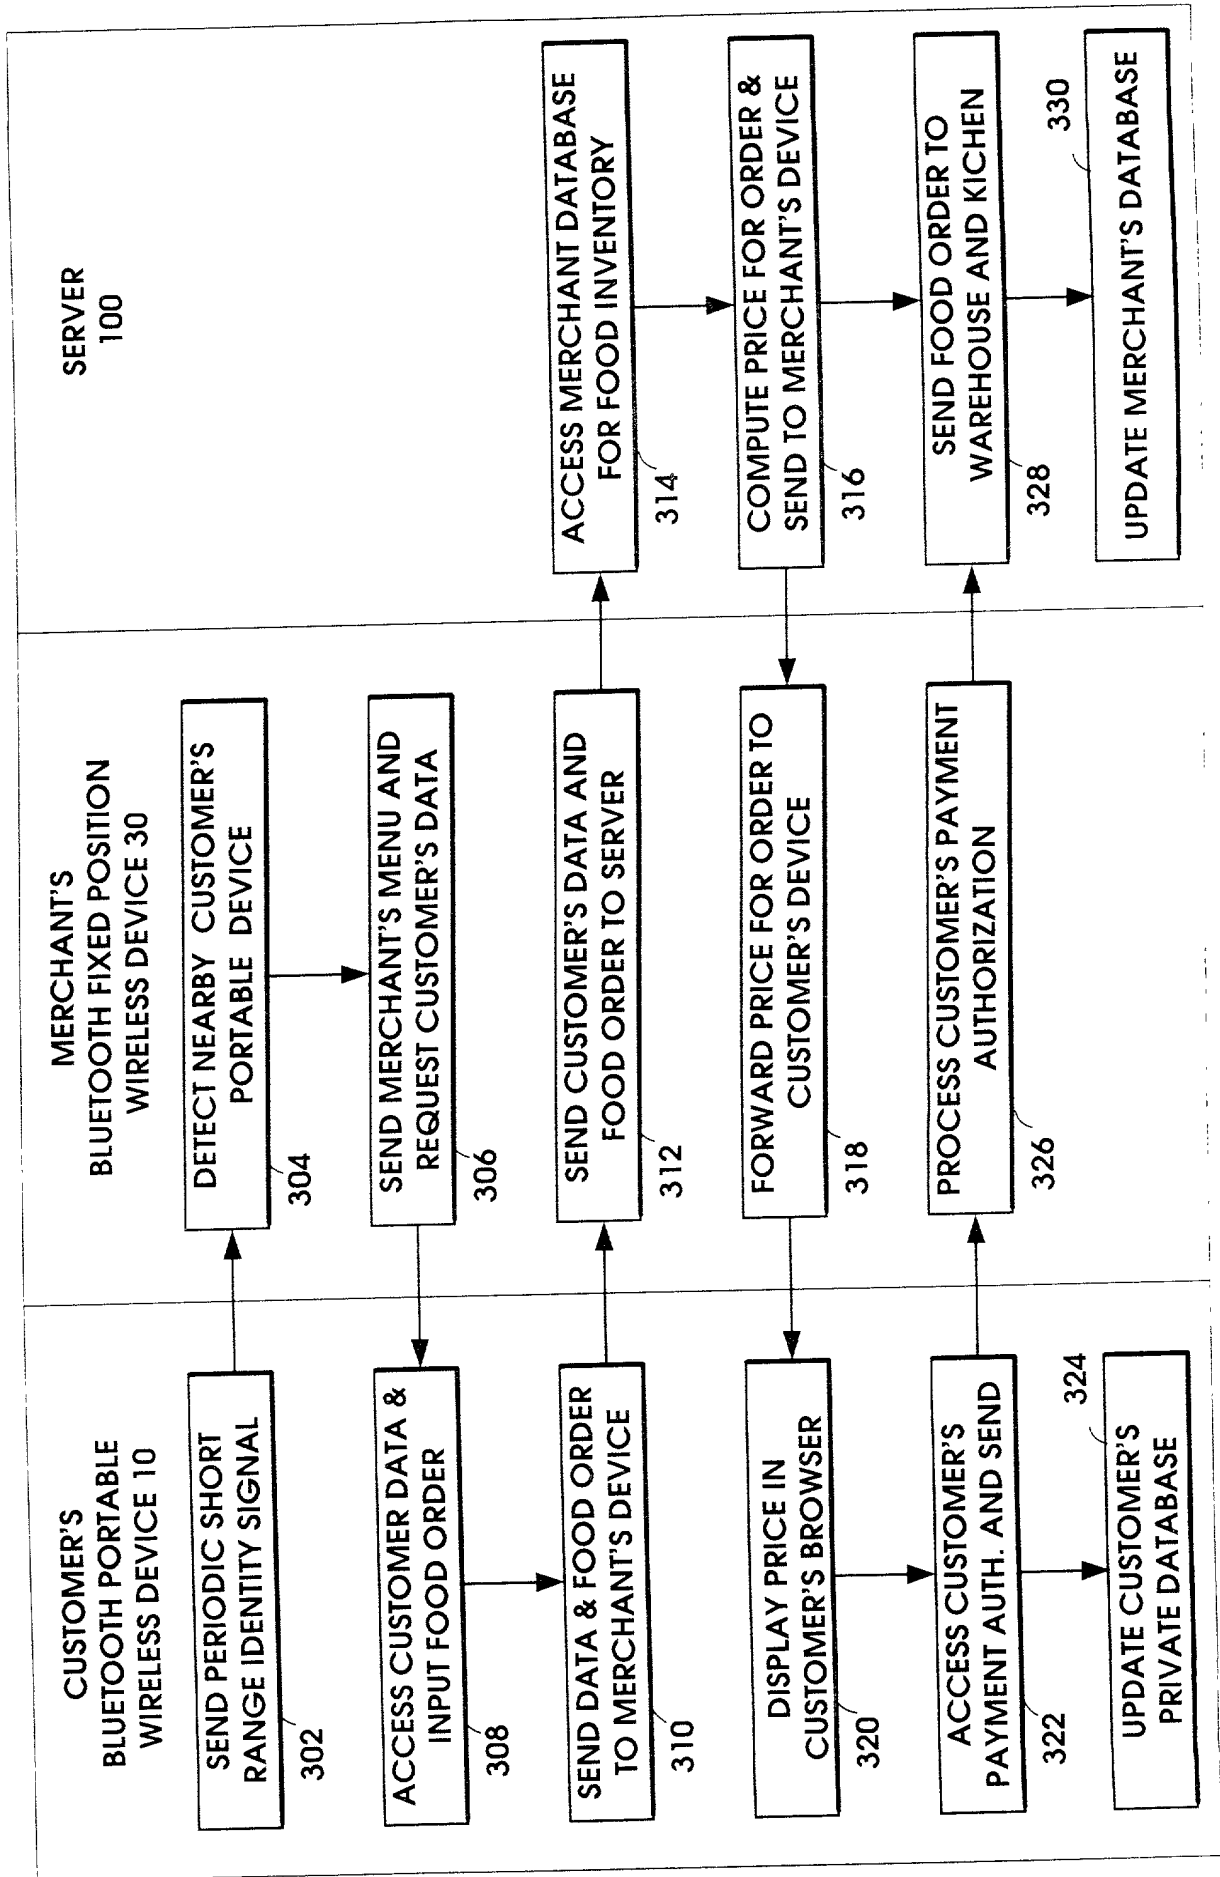 CUSTOMER'S
BLUETOOTH PORTABLE
WIRELESS DEVICE 10
MERCHANT'S
BLUETOOTH FIXED POSITION
WIRELESS DEVICE 30
SERVER
100
SEND PERIODIC SHORT
RANGE IDENTITY SIGNAL
302
DETECT NEARBY CUSTOMER'S
PORTABLE DEVICE
304
SEND MERCHANT'S MENU AND
REQUEST CUSTOMER'S DATA
306
ACCESS CUSTOMER DATA &
INPUT FOOD ORDER
308
SEND DATA & FOOD ORDER
TO MERCHANT'S DEVICE
310
SEND CUSTOMER'S DATA AND
FOOD ORDER TO SERVER
312
ACCESS MERCHANT DATABASE
FOR FOOD INVENTORY
314
COMPUTE PRICE FOR ORDER &
SEND TO MERCHANT'S DEVICE
316
FORWARD PRICE FOR ORDER TO
CUSTOMER'S DEVICE
318
DISPLAY PRICE IN
CUSTOMER'S BROWSER
320
ACCESS CUSTOMER'S
PAYMENT AUTH. AND SEND
322
UPDATE CUSTOMER'S
PRIVATE DATABASE
324
PROCESS CUSTOMER'S PAYMENT
AUTHORIZATION
326
SEND FOOD ORDER TO
WAREHOUSE AND KICHEN
328
UPDATE MERCHANT'S DATABASE
330